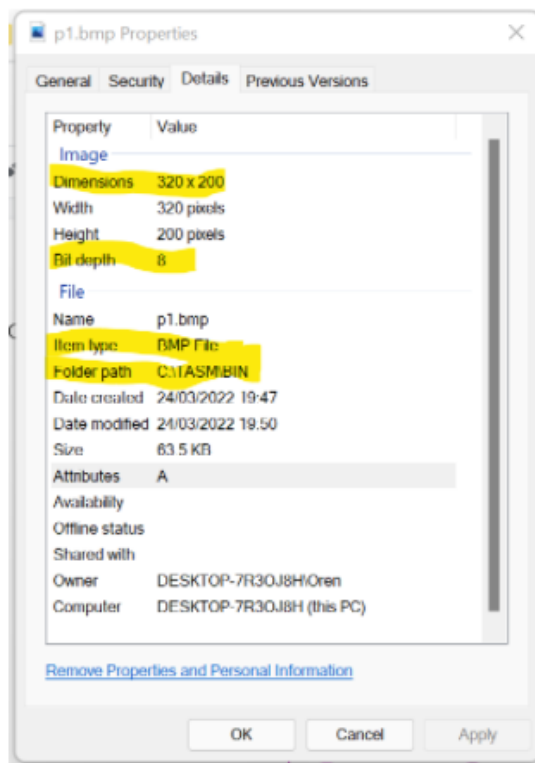 p1.bmp Properties
General Security Details Previous Versions
Property Value
Image
Dimensions 320 x 200
Width 320 pixels
Height 200 pixels
Bit depth 8
File
Name p1.bmp
Item type BMP File
Folder path C:\TASM\BIN
Date created 24/03/2022 19:47
Date modified 24/03/2022 19:50
Size 63.5 KB
Attributes A
Availability
Offline status
Shared with
Owner DESKTOP-7R3OJ8H\Oren
Computer DESKTOP-7R3OJ8H (this PC)
Remove Properties and Personal Information
OK Cancel Apply